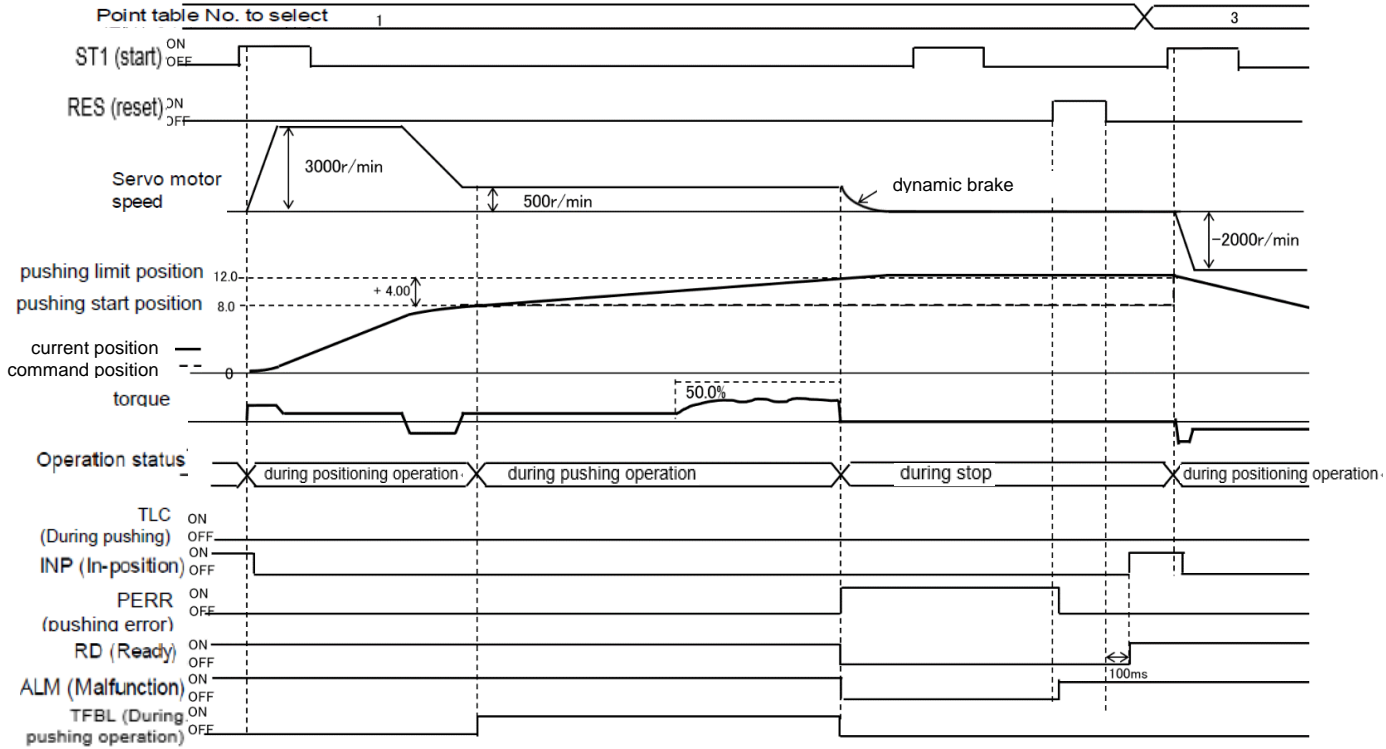 Point table No. to select
1
3
ST1 (start)
ON
OFF
RES (reset)
ON
OFF
3000r/min
Servo motor
speed
500r/min
dynamic brake
-2000r/min
pushing limit position
12.0
+ 4.00
pushing start position
8.0
current position
command position
0
torque
50.0%
Operation status
during positioning operation
during pushing operation
during stop
during positioning operation
TLC
(During pushing)
ON
OFF
INP (In-position)
ON
OFF
PERR
(pushing error)
ON
OFF
RD (Ready)
ON
OFF
100ms
ALM (Malfunction)
ON
OFF
TFBL (During
pushing operation)
ON
OFF